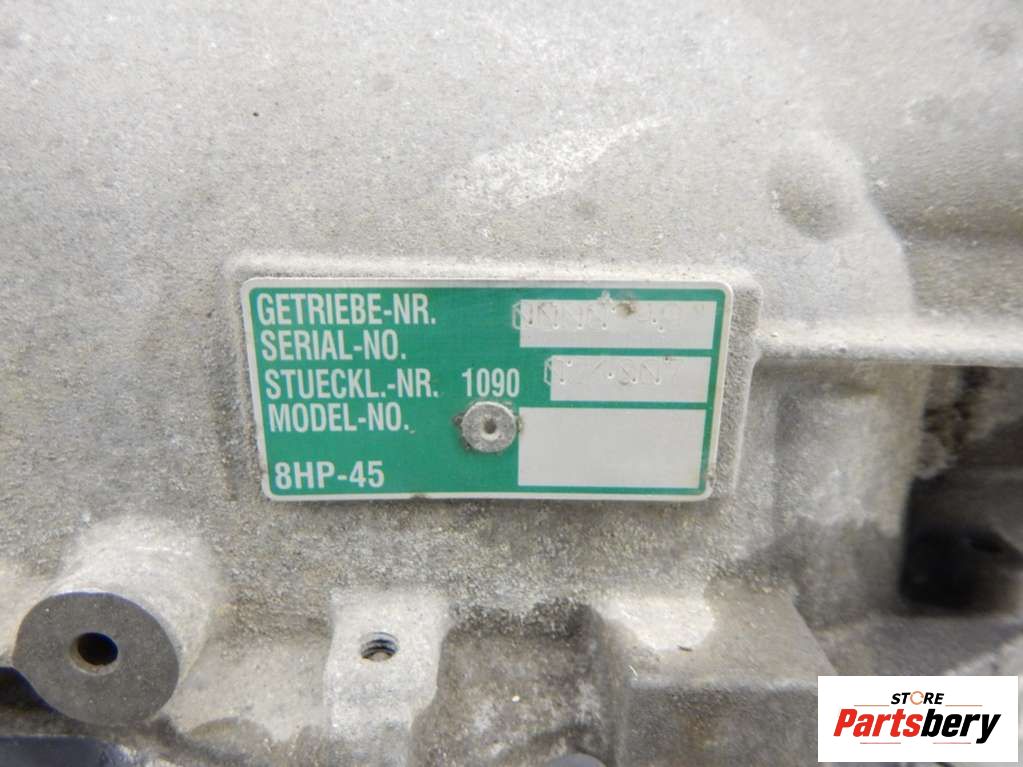 GETRIEBE-NR.
SERIAL-NO.
STUECKL.-NR. 1090
MODEL-NO.
8HP-45
STORE
Partsbery